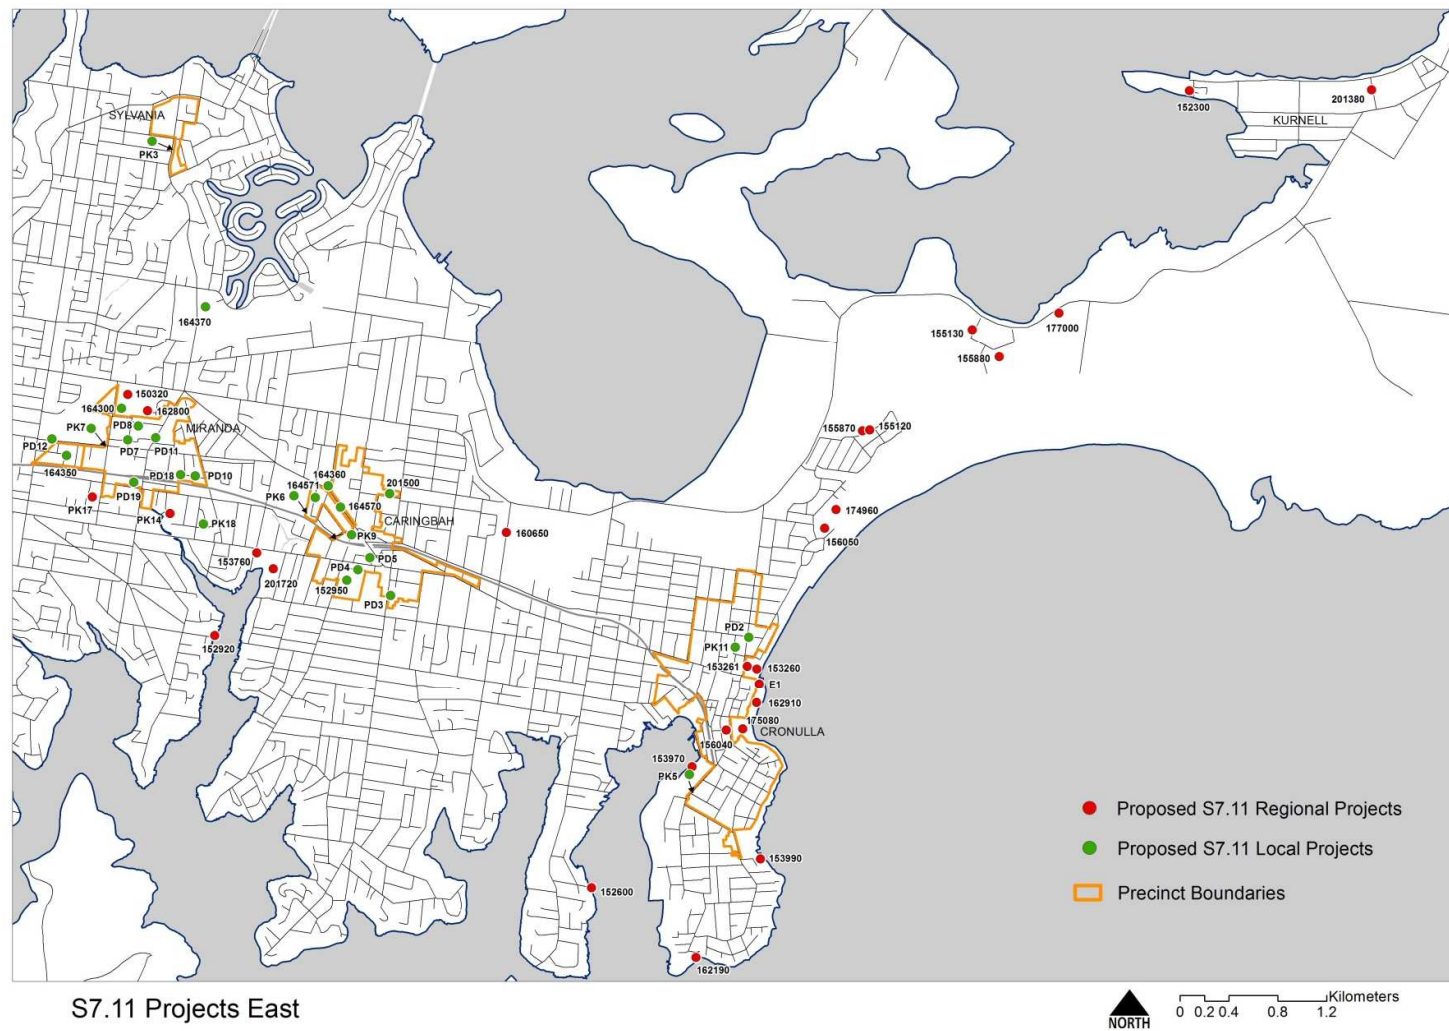 SYLVANIA
PK3
152300
201380
KURNELL
164370
155130
177000
155880
150320
164300
162800
PK7
PD8
MIRANDA
PD12
PD7
PD11
155870
155120
164350
PD18
PD10
164360
164571
201500
PD19
PK6
PK17
164570
174960
PK14
PK18
CARINGBAH
156050
PK9
160650
153760
PD5
PD4
201720
152950
PD3
PD2
152920
PK11
153261
153260
E1
162910
175080
CRONULLA
156040
153970
PK5
Proposed S7.11 Regional Projects
Proposed S7.11 Local Projects
153990
152600
Precinct Boundaries
162190
S7.11 Projects East
NORTH
Kilometers
0 0.2 0.4 0.8 1.2